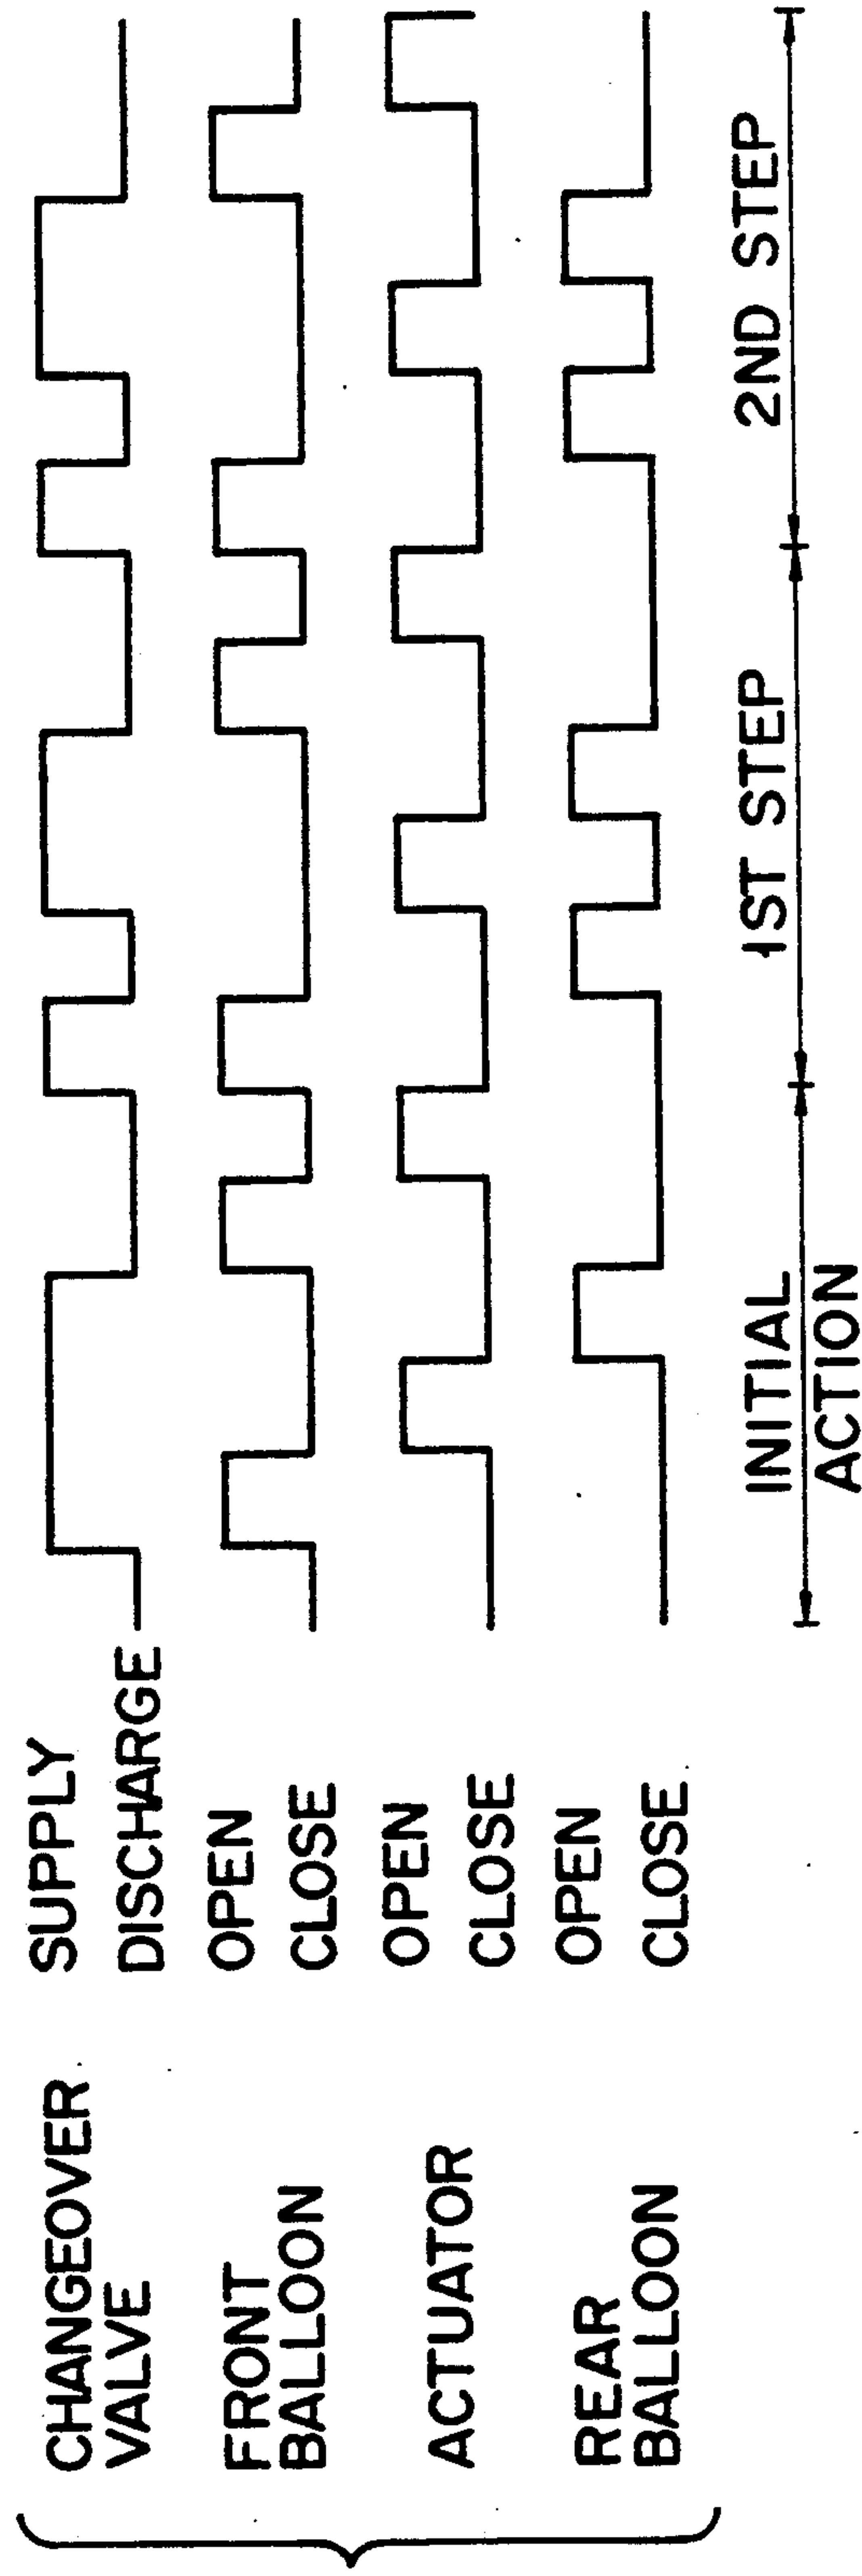 CHANGEOVER
VALVE
SUPPLY
DISCHARGE
FRONT
BALLOON
OPEN
CLOSE
ACTUATOR
OPEN
CLOSE
REAR
BALLOON
OPEN
CLOSE
INITIAL
ACTION
1ST STEP
2ND STEP